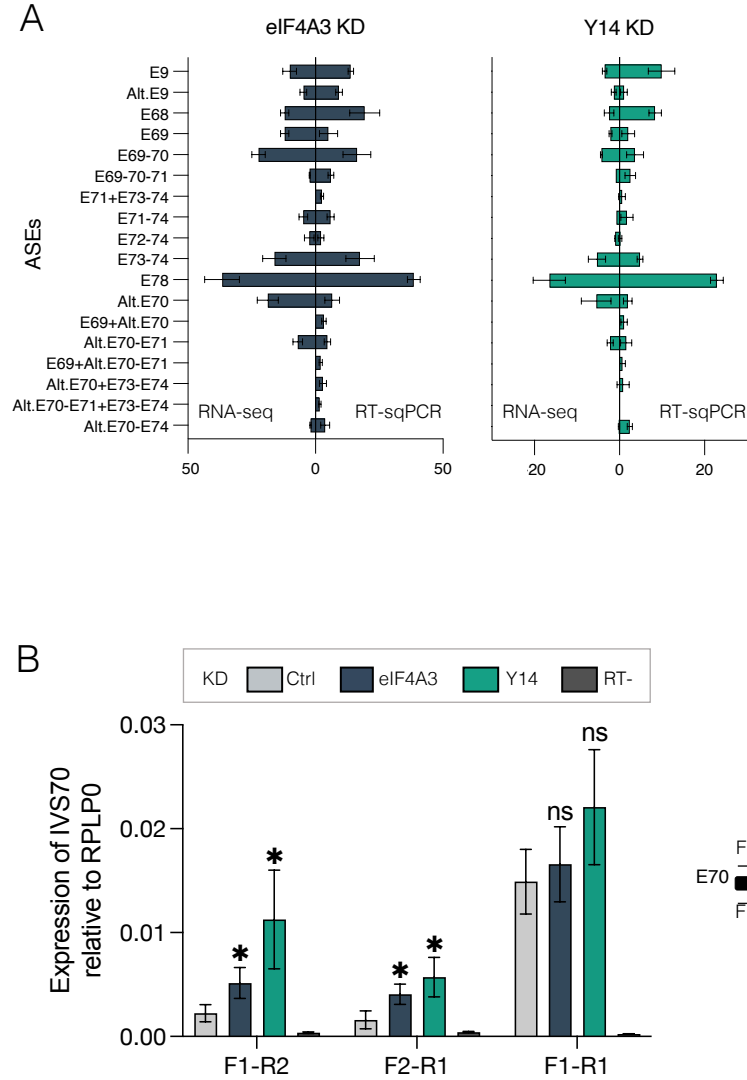 A
eIF4A3 KD
Y14 KD
ASEs
E9
Alt.E9
E68
E69
E69-70
E69-70-71
E71+E73-74
E71-74
E72-74
E73-74
E78
Alt.E70
E69+Alt.E70
Alt.E70-E71
E69+Alt.E70-E71
Alt.E70+E73-E74
Alt.E70-E71+E73-E74
Alt.E70-E74
RNA-seq RT-sqPCR
RNA-seq RT-sqPCR
50 0 50
20 0 20
B
KD Ctrl eIF4A3 Y14 RT-
Expression of IVS70
relative to RPLP0
0.03
0.02
0.01
0.00
* *
* *
ns ns
F1-R2 F2-R1 F1-R1
F
E70
F